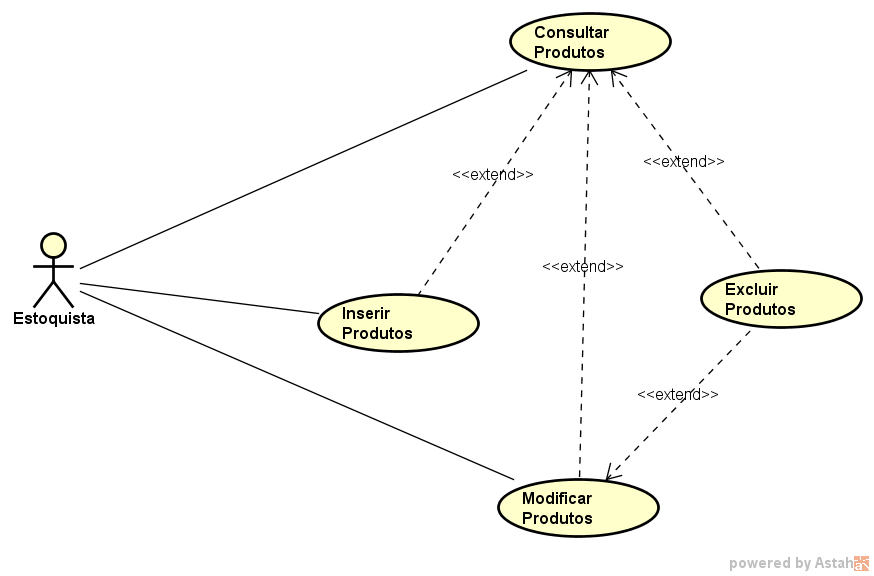 Consultar
Produtos
<<extend>>
<<extend>>
Estoquista
<<extend>>
Inserir
Produtos
Excluir
Produtos
<<extend>>
Modificar
Produtos
powered by Astah